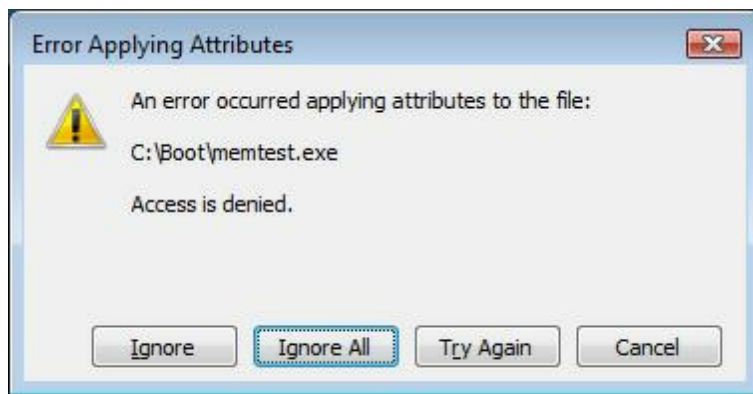 Error Applying Attributes
An error occurred applying attributes to the file:
C:\Boot\memtest.exe
Access is denied.
Ignore
Ignore All
Try Again
Cancel